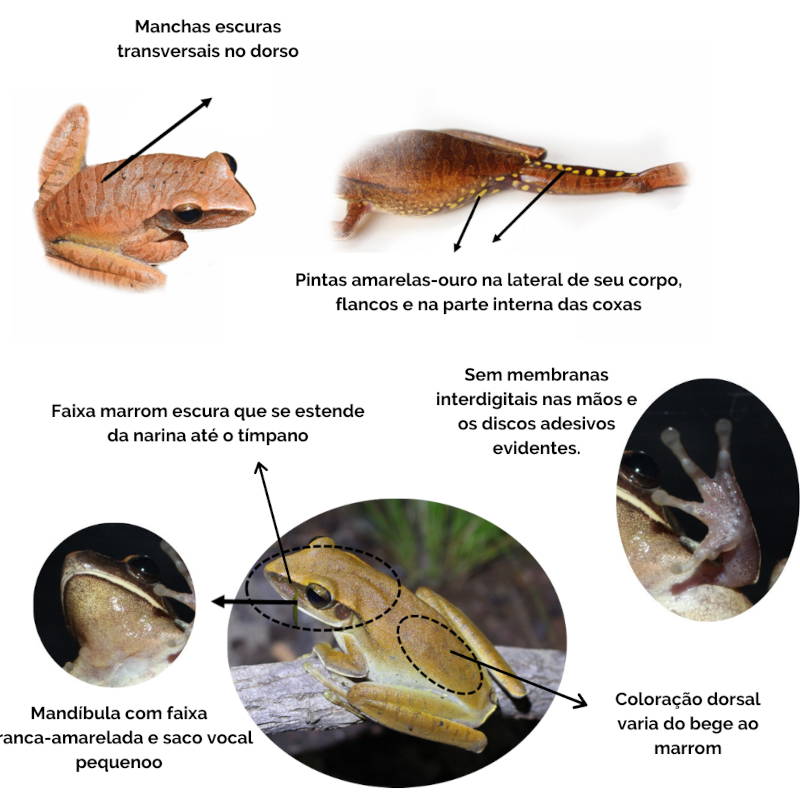 Manchas escuras
transversais no dorso
Pintas amarelas-ouro na lateral de seu corpo,
flancos e na parte interna das coxas
Sem membranas
interdigitais nas mãos e
os discos adesivos
evidentes.
Faixa marrom escura que se estende
da narina até o tímpano
Mandíbula com faixa
ranca-amarelada e saco vocal
pequenoo
Coloração dorsal
varia do bege ao
marrom